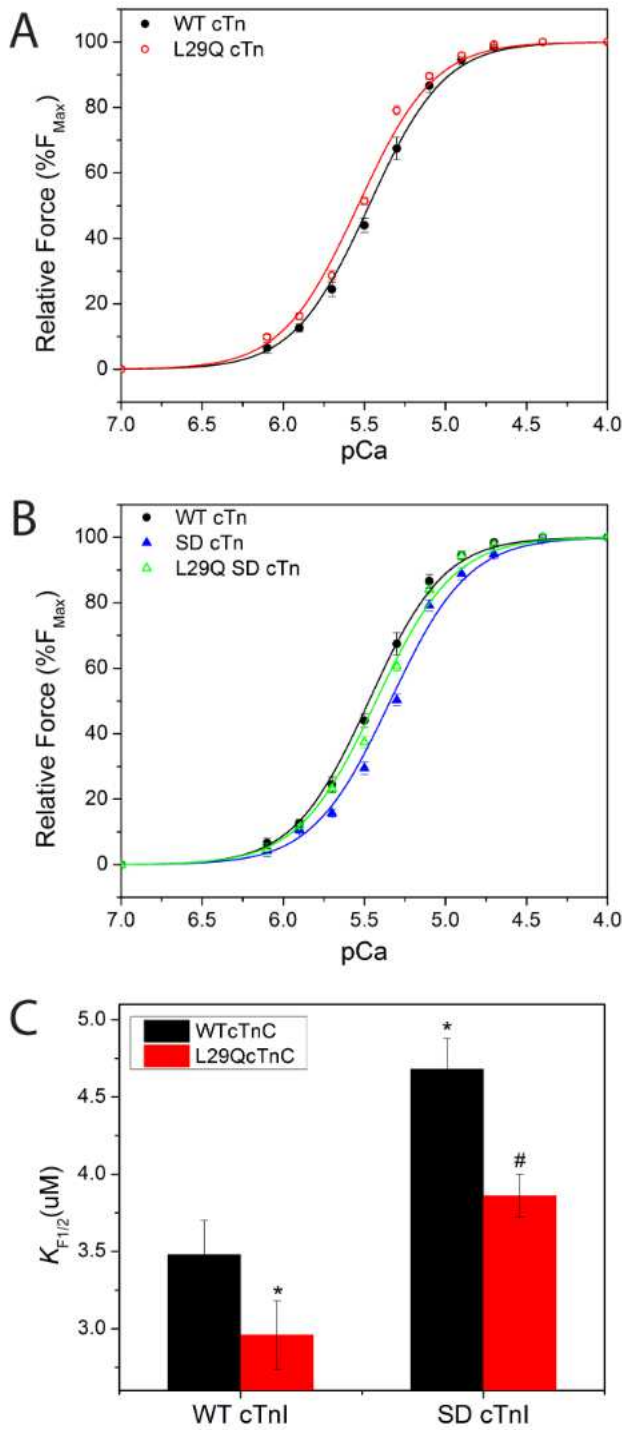 A
WT cTn
L29Q cTn
Relative Force (%F_Max)
100
80
60
40
20
0
7.0 6.5 6.0 5.5 5.0 4.5 4.0
pCa
B
WT cTn
SD cTn
L29Q SD cTn
Relative Force (%F_Max)
100
80
60
40
20
0
7.0 6.5 6.0 5.5 5.0 4.5 4.0
pCa
C
WTcTnC
L29QcTnC
K_F1/2(uM)
5.0
4.5
4.0
3.5
3.0
*
*
#
WT cTnI SD cTnI